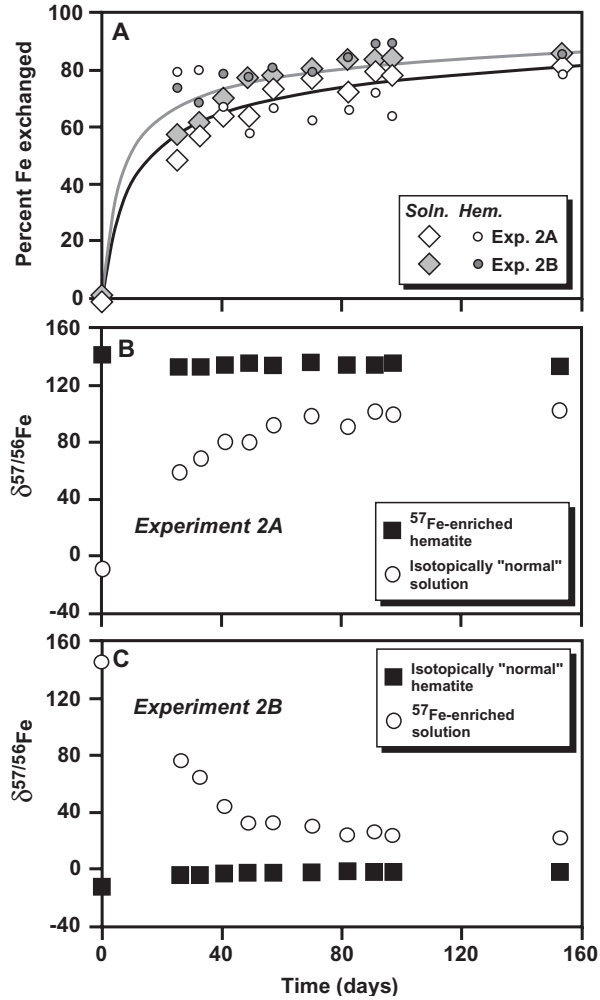 A
Percent Fe exchanged
100
80
60
40
20
0
Soln. Hem.
Exp. 2A
Exp. 2B
B
δ57/56Fe
160
120
80
40
0
-40
Experiment 2A
57Fe-enriched
hematite
Isotopically "normal"
solution
C
δ57/56Fe
160
120
80
40
0
-40
Experiment 2B
Isotopically "normal"
hematite
57Fe-enriched
solution
0 40 80 120 160
Time (days)